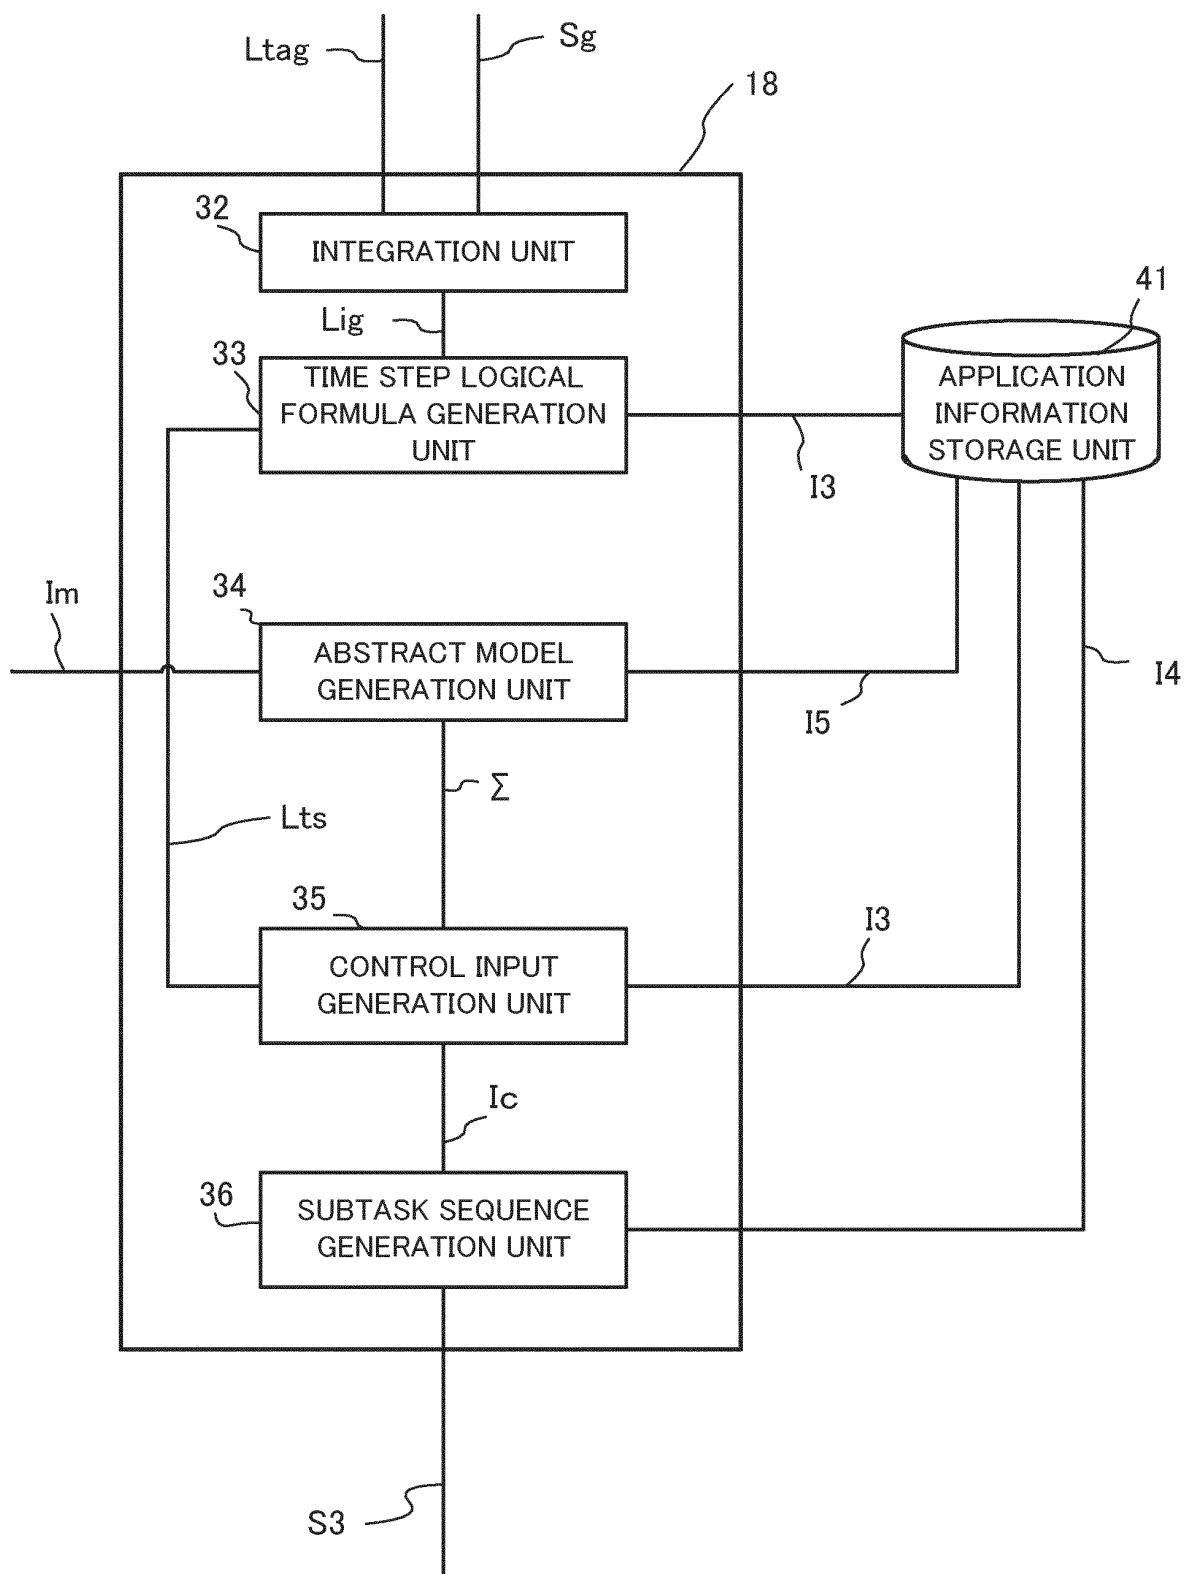 Ltag
Sg
18
32
INTEGRATION UNIT
Lig
41
33
TIME STEP LOGICAL
FORMULA GENERATION
UNIT
APPLICATION
INFORMATION
STORAGE UNIT
I3
Im
34
ABSTRACT MODEL
GENERATION UNIT
I4
I5
Σ
Lts
35
I3
CONTROL INPUT
GENERATION UNIT
Ic
36
SUBTASK SEQUENCE
GENERATION UNIT
S3